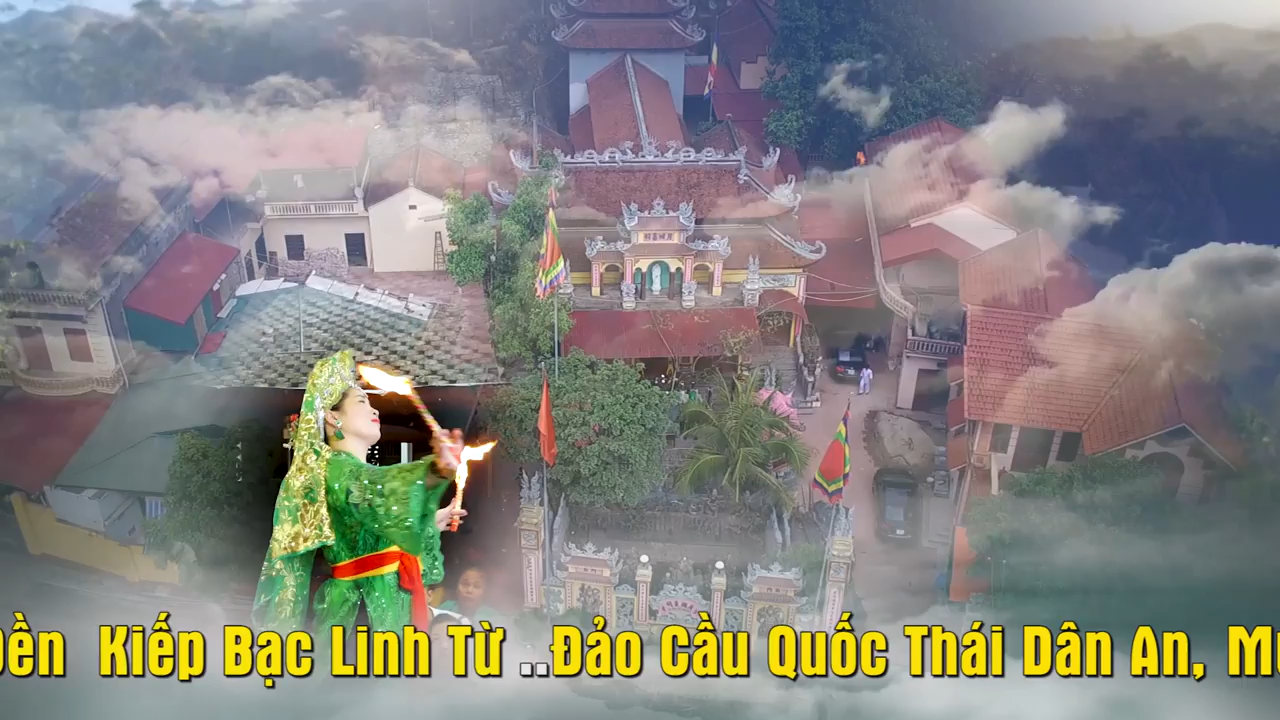 Kiếp Bạc Linh Từ ..Đảo Cầu Quốc Thái Dân An,